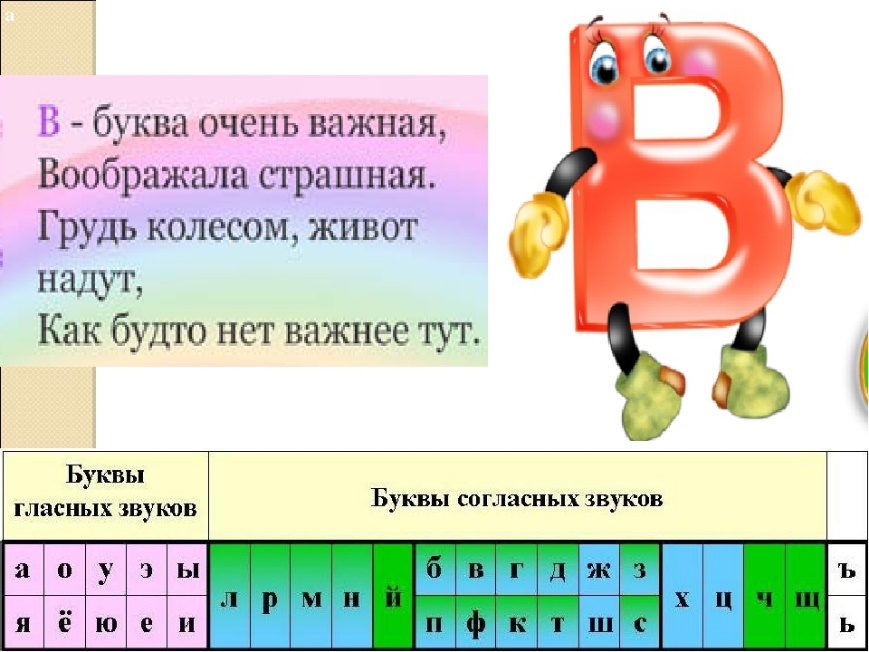 а
В - буква очень важная,
Воображала страшная.
Грудь колесом, живот
надут,
Как будто нет важнее тут.
В
Буквы
гласных звуков
Буквы согласных звуков
а о у э ы л р м н й б в г д ж з х ц ч щ ъ
я ё ю е и п ф к т ш с ь